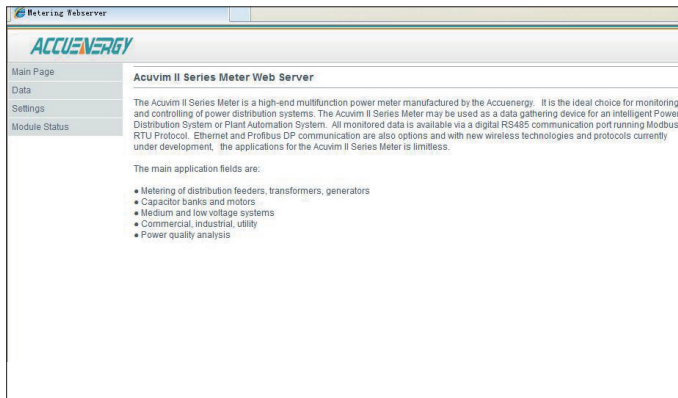 Metering Webserver
ACCUENERGY
Main Page
Data
Settings
Module Status
Acuvim II Series Meter Web Server
The Acuvim II Series Meter is a high-end multifunction power meter manufactured by the Accuenergy. It is the ideal choice for monitoring
and controlling of power distribution systems. The Acuvim II Series Meter may be used as a data gathering device for an intelligent Power
Distribution System or Plant Automation System. All monitored data is available via a digital RS485 communication port running Modbus
RTU Protocol. Ethernet and Profibus DP communication are also options and with new wireless technologies and protocols currently
under development, the applications for the Acuvim II Series Meter is limitless.
The main application fields are:
● Metering of distribution feeders, transformers, generators
● Capacitor banks and motors
● Medium and low voltage systems
● Commercial, industrial, utility
● Power quality analysis